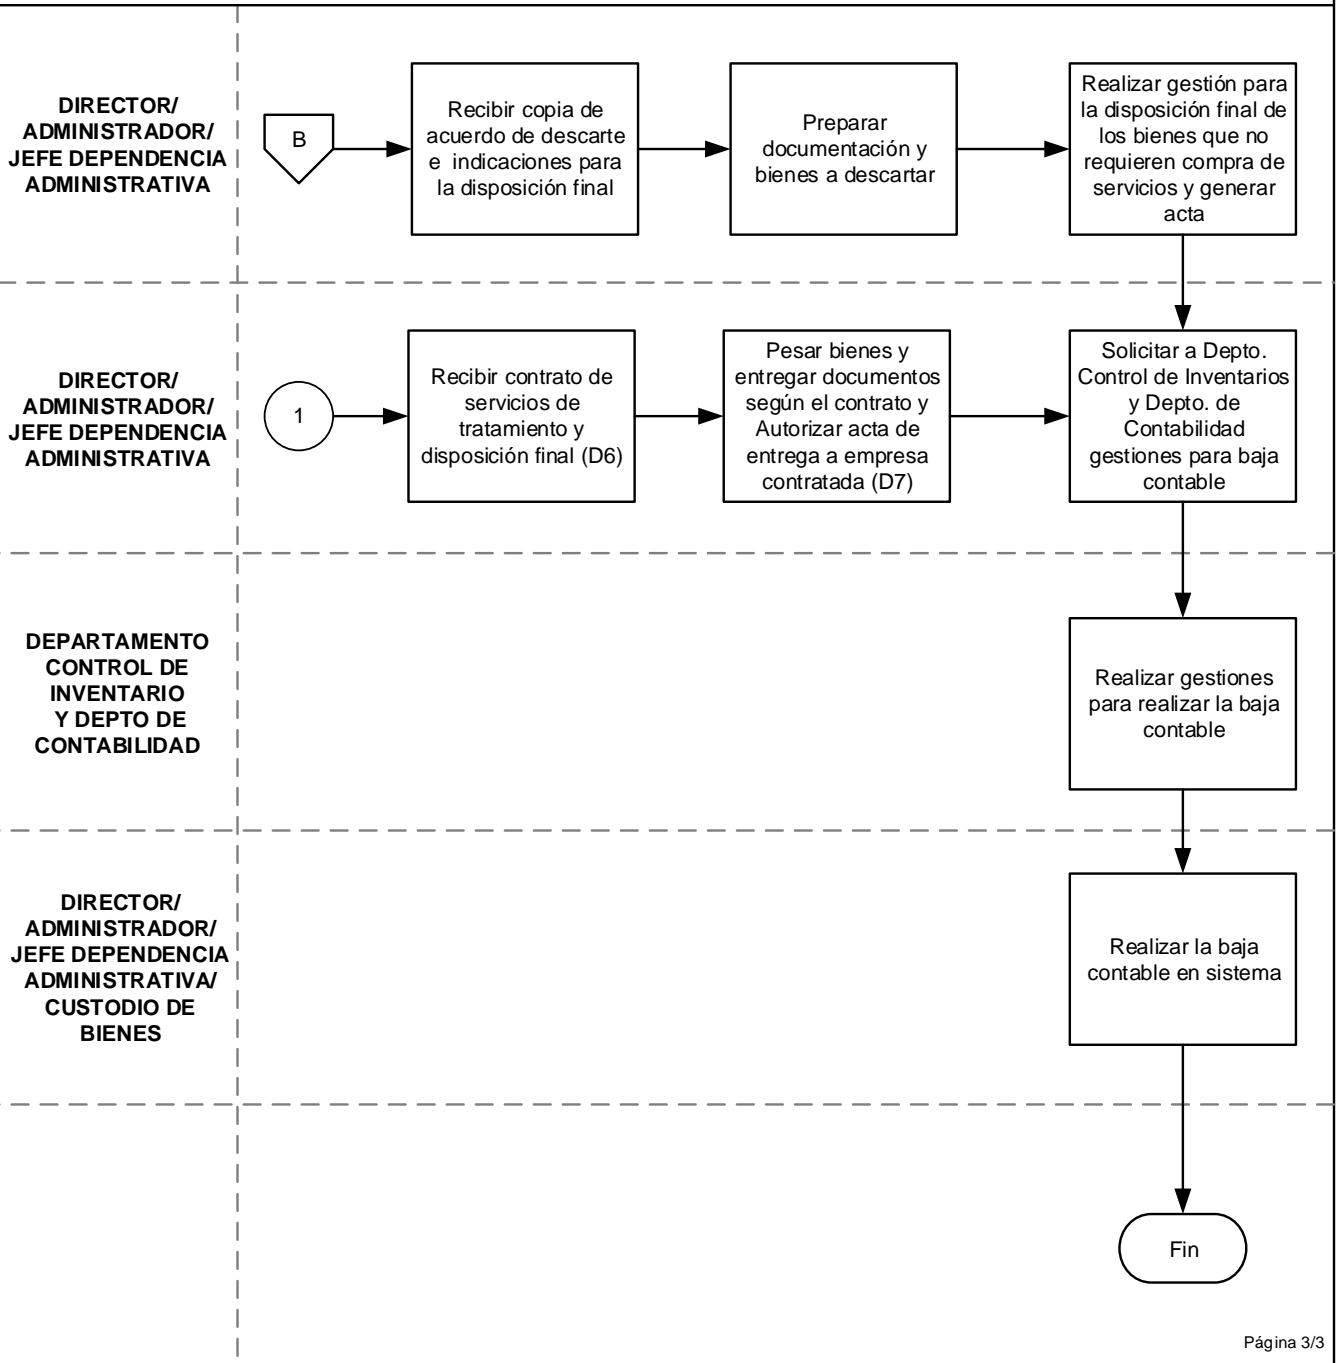 DIRECTOR/
ADMINISTRADOR/
JEFE DEPENDENCIA
ADMINISTRATIVA
B
Recibir copia de
acuerdo de descarte
e indicaciones para
la disposición final
Preparar
documentación y
bienes a descartar
Realizar gestión para
la disposición final de
los bienes que no
requieren compra de
servicios y generar
acta
DIRECTOR/
ADMINISTRADOR/
JEFE DEPENDENCIA
ADMINISTRATIVA
1
Recibir contrato de
servicios de
tratamiento y
disposición final (D6)
Pesar bienes y
entregar documentos
según el contrato y
Autorizar acta de
entrega a empresa
contratada (D7)
Solicitar a Depto.
Control de Inventarios
y Depto. de
Contabilidad
gestiones para baja
contable
DEPARTAMENTO
CONTROL DE
INVENTARIO
Y DEPTO DE
CONTABILIDAD
Realizar gestiones
para realizar la baja
contable
DIRECTOR/
ADMINISTRADOR/
JEFE DEPENDENCIA
ADMINISTRATIVA/
CUSTODIO DE
BIENES
Realizar la baja
contable en sistema
Fin
Página 3/3